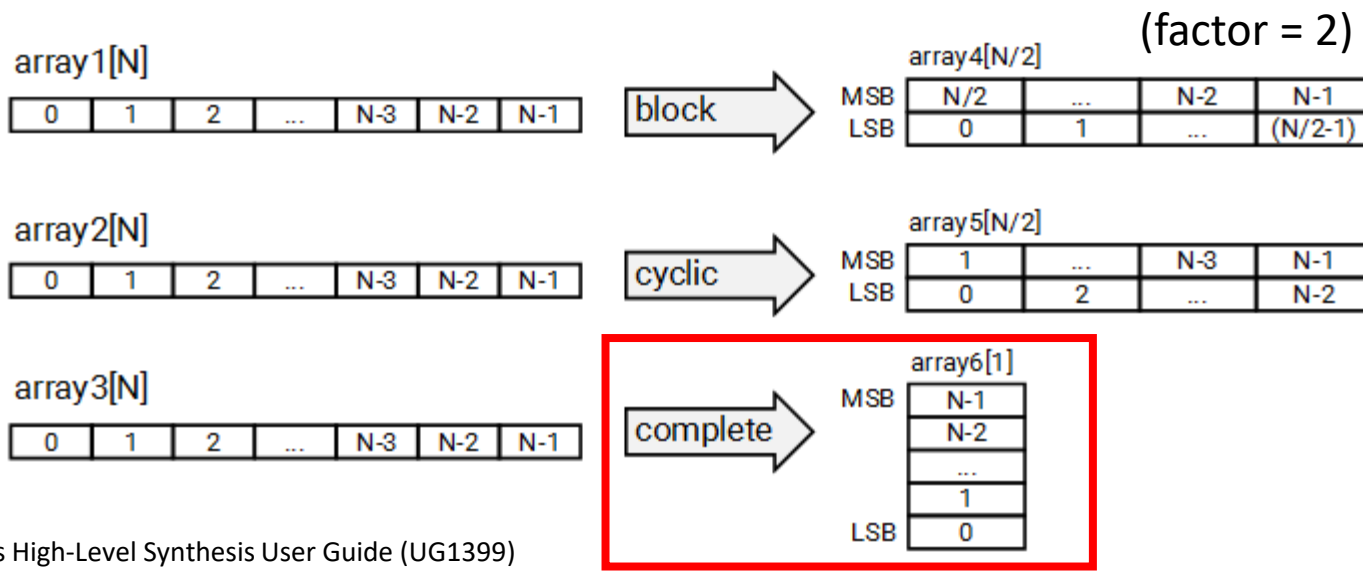 (factor = 2)
array1[N]
0 1 2 ... N-3 N-2 N-1
block
array4[N/2]
MSB N/2 ... N-2 N-1
LSB 0 1 ... (N/2-1)
array2[N]
0 1 2 ... N-3 N-2 N-1
cyclic
array5[N/2]
MSB 1 ... N-3 N-1
LSB 0 2 ... N-2
array3[N]
0 1 2 ... N-3 N-2 N-1
complete
array6[1]
MSB N-1
N-2
...
1
LSB 0
s High-Level Synthesis User Guide (UG1399)